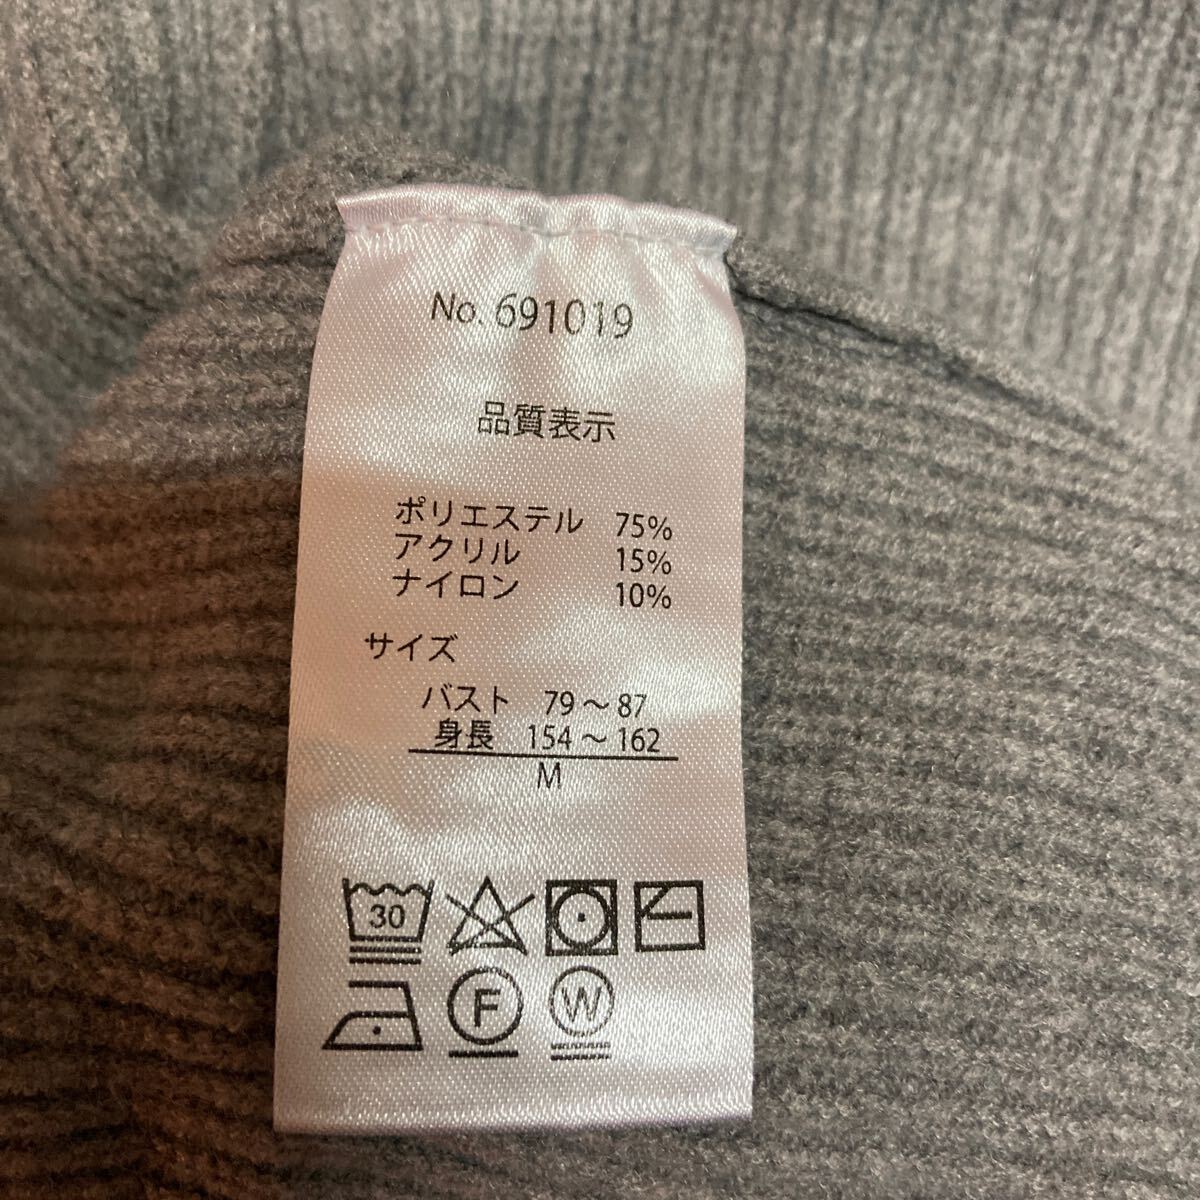 No. 691019
品質表示
ポリエステル 75%
アクリル 15%
ナイロン 10%
サイズ
バスト 79～87
身長 154～162
M
30
F
W